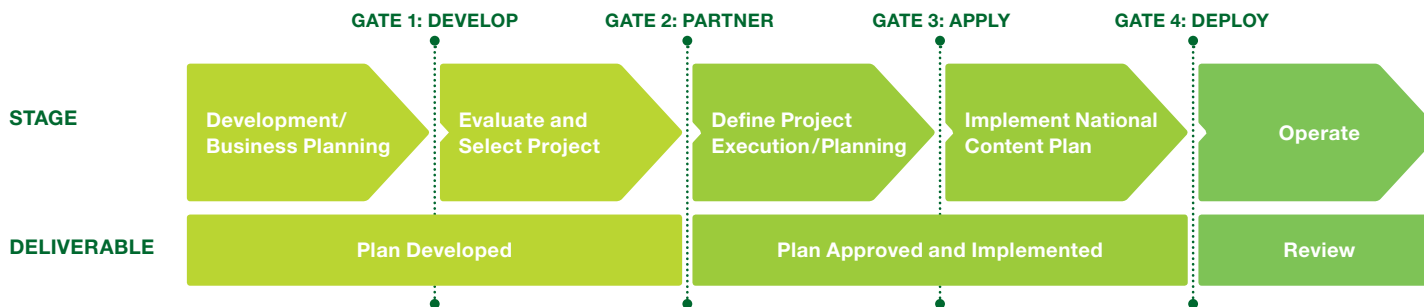 GATE 1: DEVELOP
GATE 2: PARTNER
GATE 3: APPLY
GATE 4: DEPLOY
STAGE
Development/
Business Planning
Evaluate and
Select Project
Define Project
Execution/Planning
Implement National
Content Plan
Operate
DELIVERABLE
Plan Developed
Plan Approved and Implemented
Review